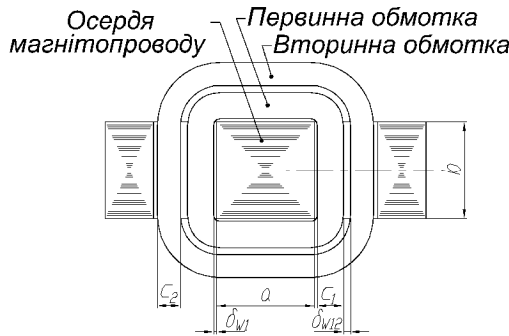 Осердя
магнітопроводу
Первинна обмотка
Вторинна обмотка
b
C₂
a
C₁
δw1
δw12